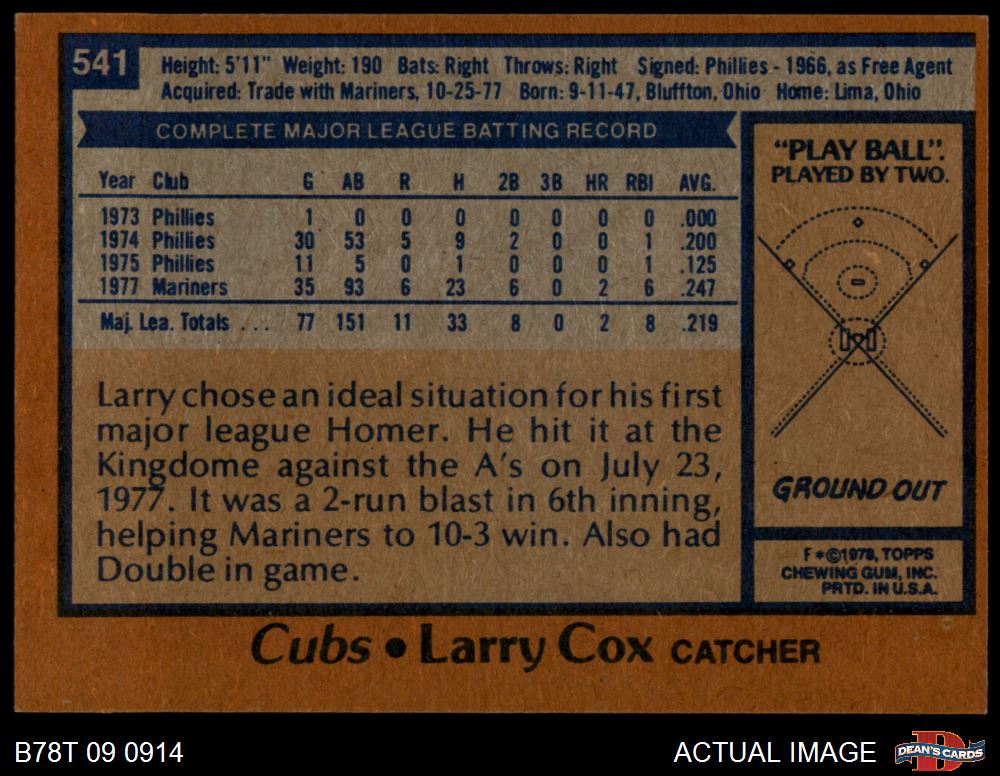 541
Height: 5'11" Weight: 190 Bats: Right Throws: Right Signed: Phillies - 1966, as Free Agent
Acquired: Trade with Mariners, 10-25-77 Born: 9-11-47, Bluffton, Ohio Home: Lima, Ohio
COMPLETE MAJOR LEAGUE BATTING RECORD
Year Club G AB R H 2B 3B HR RBI AVG.
1973 Phillies 1 0 0 0 0 0 0 0 .000
1974 Phillies 30 53 5 9 2 0 0 1 .200
1975 Phillies 11 5 0 1 0 0 0 1 .125
1977 Mariners 35 93 6 23 6 0 2 6 .247
Maj. Lea. Totals ... 77 151 11 33 8 0 2 8 .219
Larry chose an ideal situation for his first
major league Homer. He hit it at the
Kingdome against the A's on July 23,
1977. It was a 2-run blast in 6th inning,
helping Mariners to 10-3 win. Also had
Double in game.
"PLAY BALL".
PLAYED BY TWO.
GROUND OUT
F *©1978, TOPPS
CHEWING GUM, INC.
PRTD. IN U.S.A.
Cubs • Larry Cox CATCHER
B78T 09 0914
ACTUAL IMAGE
DEAN'S CARDS